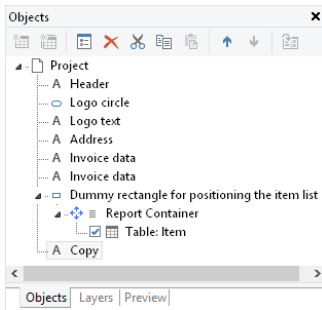 Objects
Project
A Header
Logo circle
A Logo text
A Address
A Invoice data
A Invoice data
Dummy rectangle for positioning the item list
Report Container
Table: Item
A Copy
Objects Layers Preview